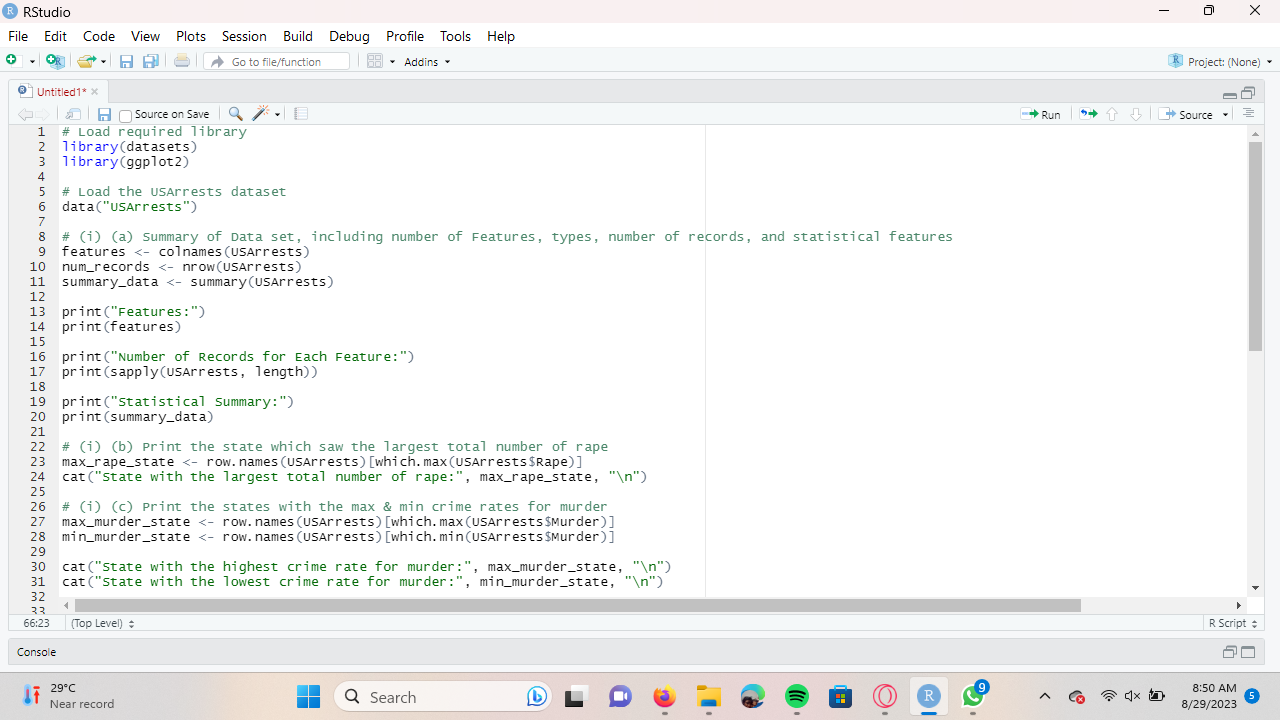 RStudio
File Edit Code View Plots Session Build Debug Profile Tools Help
Go to file/function Addins Project: (None)
Untitled1*
Source on Save Run Source
1 # Load required library
2 library(datasets)
3 library(ggplot2)
4
5 # Load the USArrests dataset
6 data("USArrests")
7
8 # (i) (a) Summary of Data set, including number of Features, types, number of records, and statistical features
9 features <- colnames(USArrests)
10 num_records <- nrow(USArrests)
11 summary_data <- summary(USArrests)
12
13 print("Features:")
14 print(features)
15
16 print("Number of Records for Each Feature:")
17 print(sapply(USArrests, length))
18
19 print("Statistical Summary:")
20 print(summary_data)
21
22 # (i) (b) Print the state which saw the largest total number of rape
23 max_rape_state <- row.names(USArrests)[which.max(USArrests$Rape)]
24 cat("State with the largest total number of rape:", max_rape_state, "\n")
25
26 # (i) (c) Print the states with the max & min crime rates for murder
27 max_murder_state <- row.names(USArrests)[which.max(USArrests$Murder)]
28 min_murder_state <- row.names(USArrests)[which.min(USArrests$Murder)]
29
30 cat("State with the highest crime rate for murder:", max_murder_state, "\n")
31 cat("State with the lowest crime rate for murder:", min_murder_state, "\n")
32
33
66:23 (Top Level) R Script
Console
29°C
Near record
Search
9
8:50 AM
8/29/2023
5